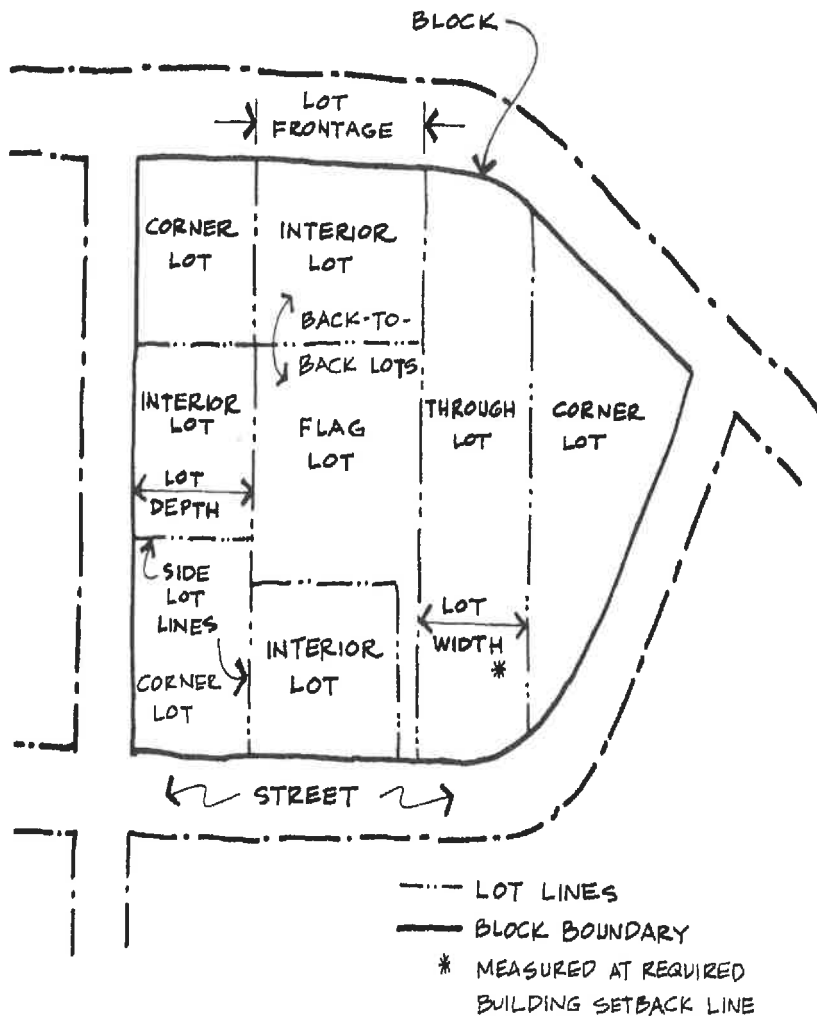 BLOCK
LOT
FRONTAGE
CORNER
LOT
INTERIOR
LOT
BACK-TO-
BACK LOTS
INTERIOR
LOT
FLAG
LOT
THROUGH
LOT
CORNER
LOT
LOT
DEPTH
SIDE
LOT
LINES
LOT
WIDTH
*
INTERIOR
LOT
CORNER
LOT
STREET
LOT LINES
BLOCK BOUNDARY
* MEASURED AT REQUIRED
BUILDING SETBACK LINE